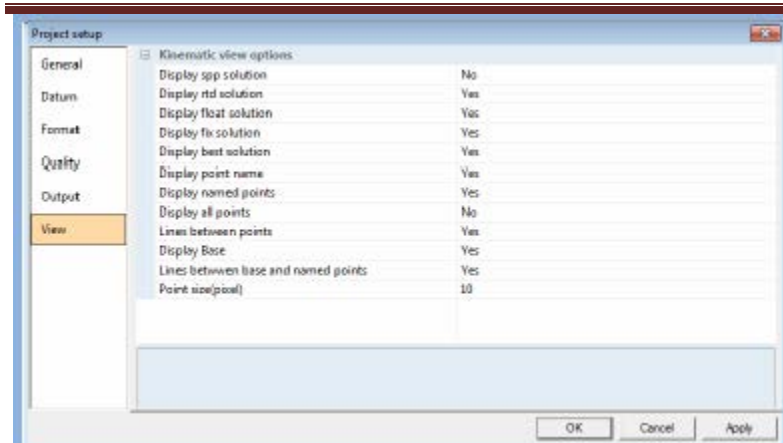 Project setup
General
Datum
Format
Quality
Output
View
Kinematic view options
Display spp solution No
Display rtd solution Yes
Display float solution Yes
Display fix solution Yes
Display best solution Yes
Display point name Yes
Display named points Yes
Display all points No
Lines between points Yes
Display Base Yes
Lines betwwen base and named points Yes
Point size(pixel) 10
OK Cancel Apply